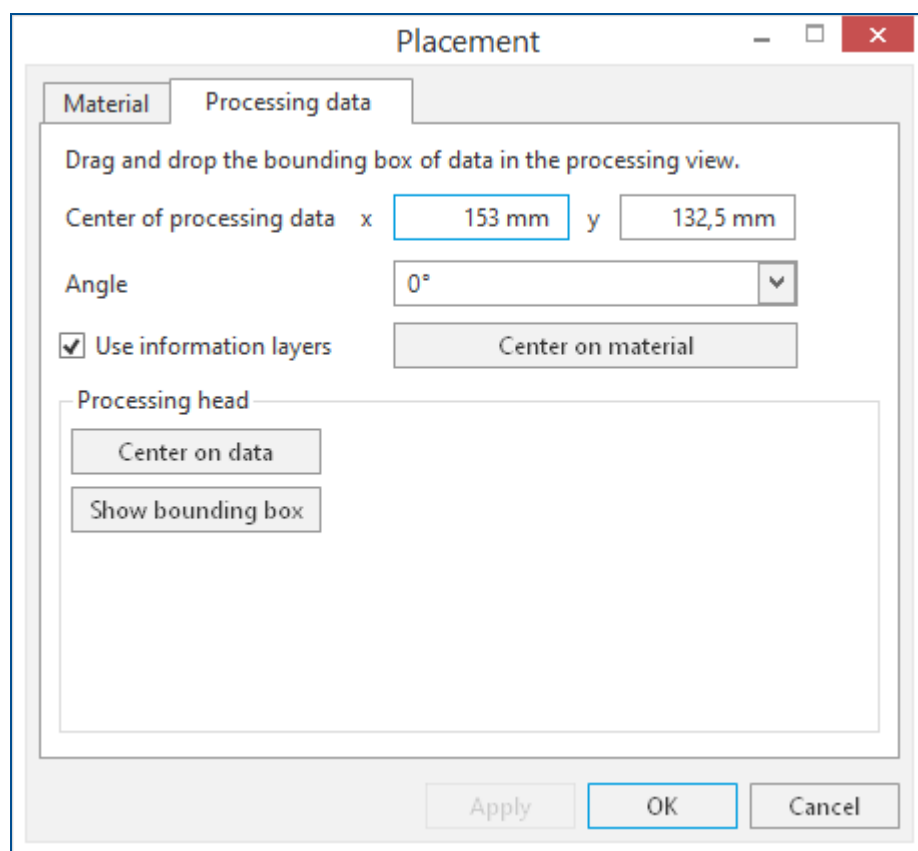 Placement
Material Processing data
Drag and drop the bounding box of data in the processing view.
Center of processing data x 153 mm y 132,5 mm
Angle 0°
Use information layers Center on material
Processing head
Center on data
Show bounding box
Apply OK Cancel